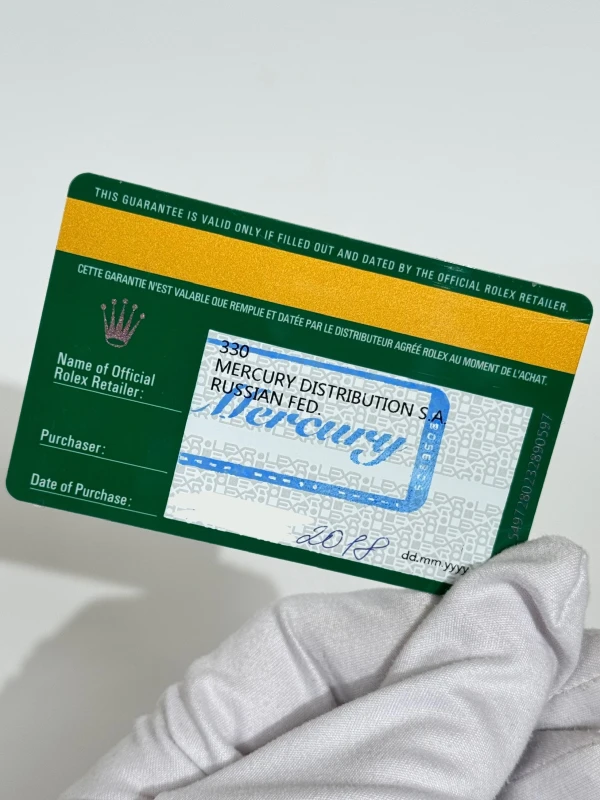 THIS GUARANTEE IS VALID ONLY IF FILLED OUT AND DATED BY THE OFFICIAL ROLEX RETAILER.
CETTE GARANTIE N'EST VALABLE QUE REMPLIE ET DATÉE PAR LE DISTRIBUTEUR AGRÉÉ ROLEX AU MOMENT DE L'ACHAT.
Name of Official
Rolex Retailer:
330
MERCURY DISTRIBUTION S.A
RUSSIAN FED.
Mercury
Purchaser:
Date of Purchase:
2018
dd.mm.yyyy